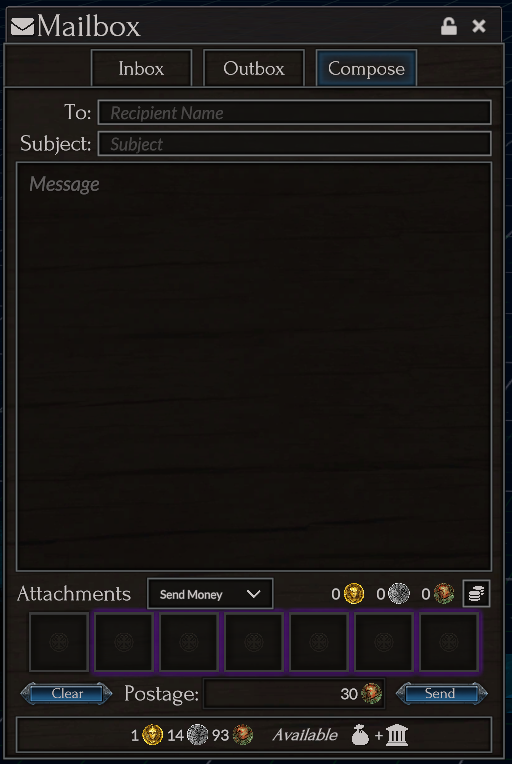 Mailbox
Inbox Outbox Compose
To: Recipient Name
Subject: Subject
Message
Attachments Send Money 0 0 0
Clear Postage: 30 Send
1 14 93 Available +